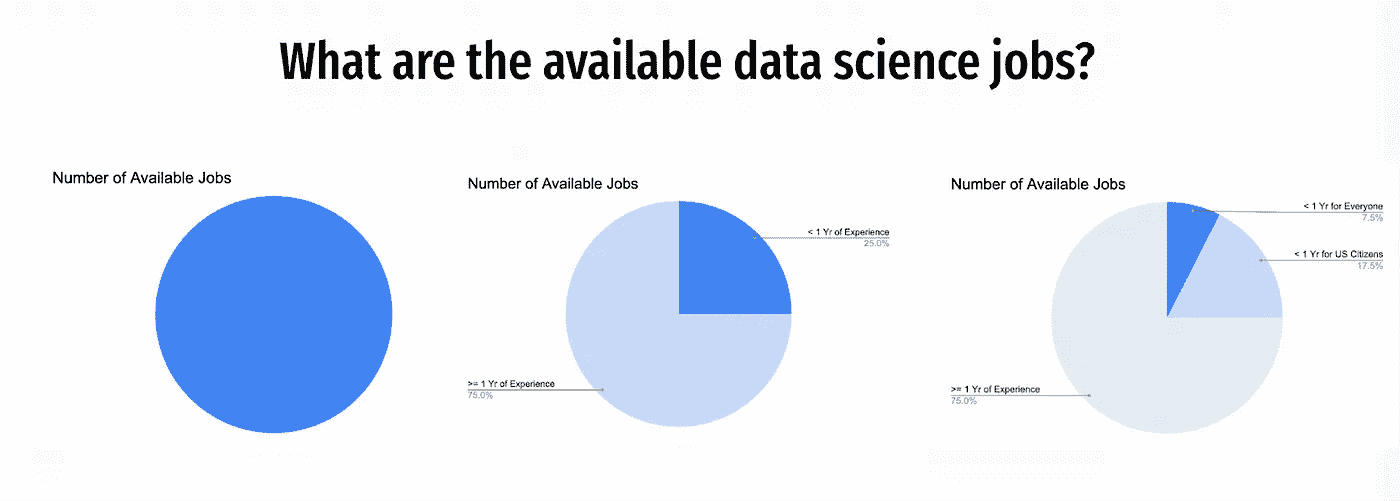 What are the available data science jobs?
Number of Available Jobs
Number of Available Jobs
< 1 Yr of Experience
25.0%
>= 1 Yr of Experience
75.0%
Number of Available Jobs
< 1 Yr for Everyone
7.5%
< 1 Yr for US Citizens
17.5%
>= 1 Yr of Experience
75.0%